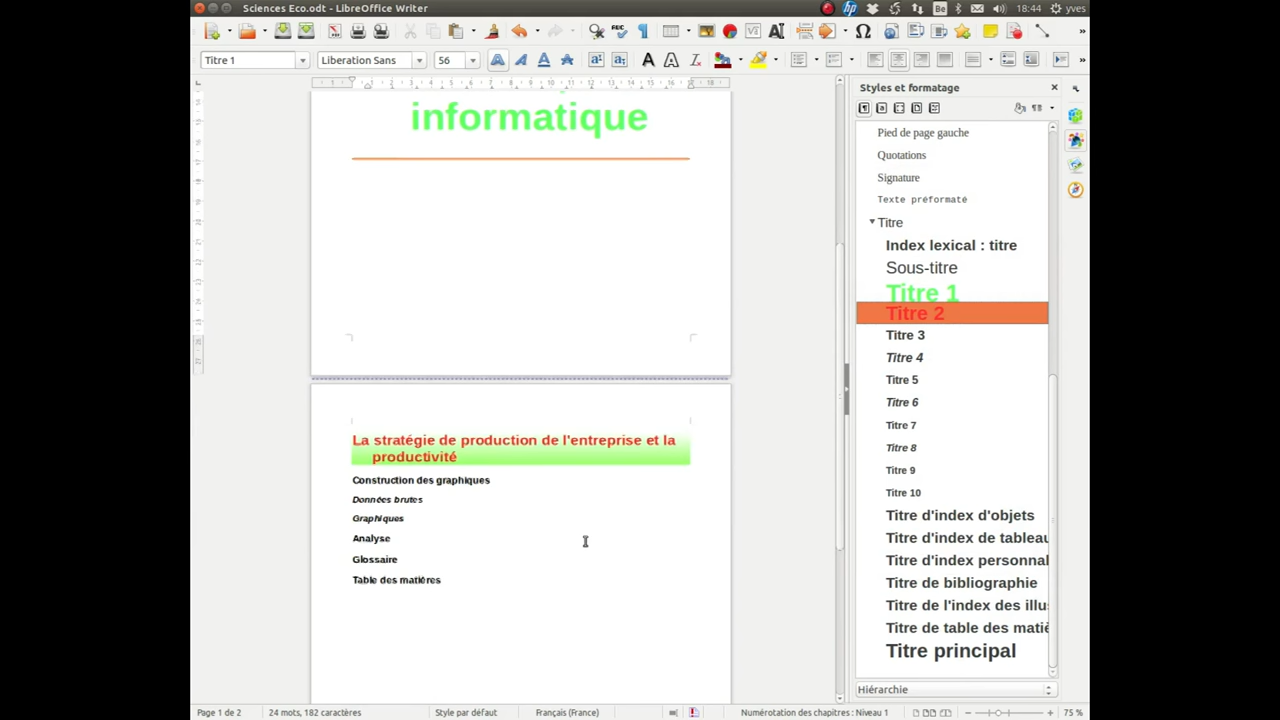 Sciences Eco.odt - LibreOffice Writer
Be
18:44
yves
Titre 1
Liberation Sans
56
Styles et formatage
informatique
Pied de page gauche
Quotations
Signature
Texte préformaté
Titre
Index lexical : titre
Sous-titre
Titre 1
Titre 2
Titre 3
Titre 4
Titre 5
Titre 6
Titre 7
Titre 8
Titre 9
Titre 10
Titre d'index d'objets
Titre d'index de tableau
Titre d'index personnal
Titre de bibliographie
Titre de l'index des illus
Titre de table des matiè
Titre principal
Hiérarchie
La stratégie de production de l'entreprise et la
productivité
Construction des graphiques
Données brutes
Graphiques
Analyse
Glossaire
Table des matières
Page 1 de 2
24 mots, 182 caractères
Style par défaut
Français (France)
Numérotation des chapitres : Niveau 1
75 %